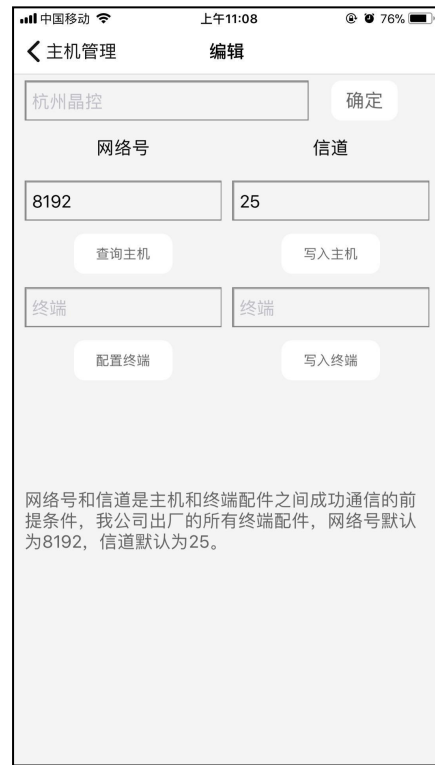 中国移动 上午11:08 76%
主机管理 编辑
杭州晶控 确定
网络号 信道
8192 25
查询主机 写入主机
终端 终端
配置终端 写入终端
网络号和信道是主机和终端配件之间成功通信的前
提条件，我公司出厂的所有终端配件，网络号默认
为8192，信道默认为25。